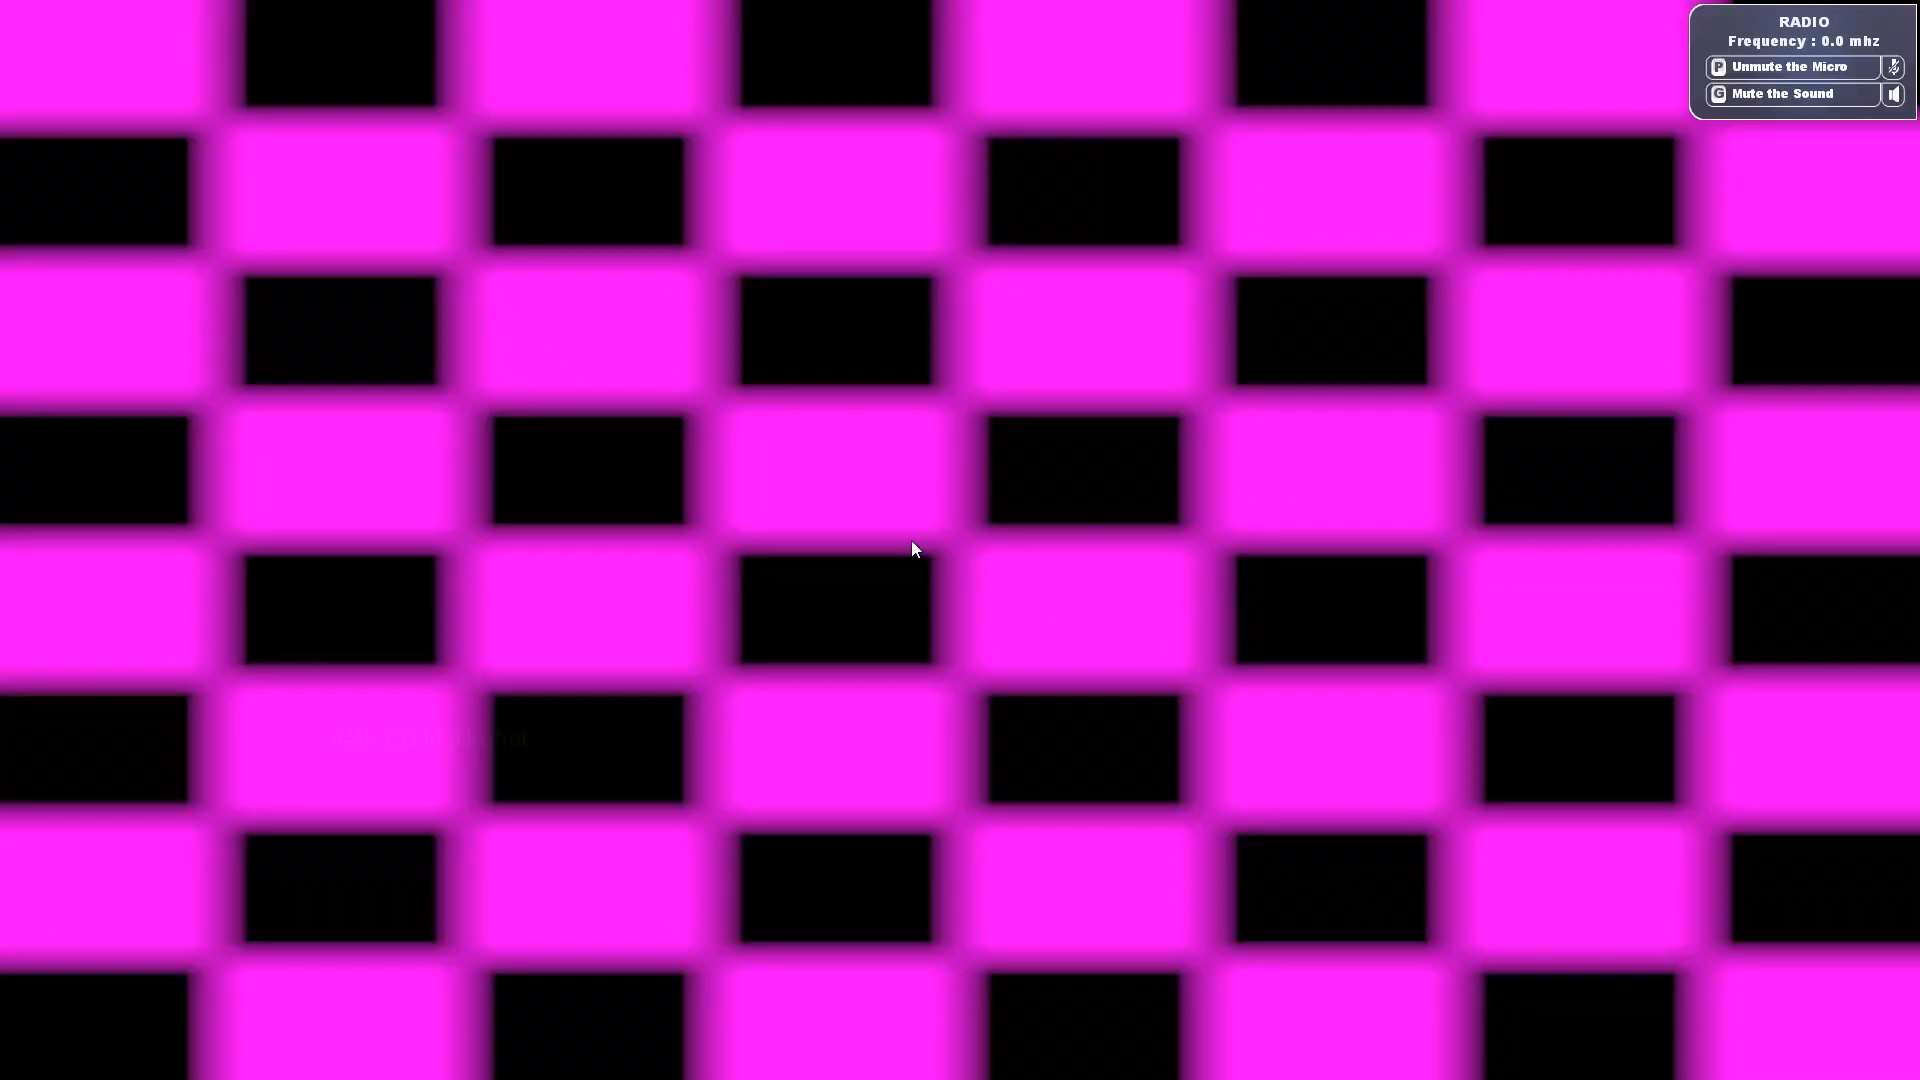 RADIO
Frequency : 0.0 mhz
P Unmute the Micro
G Mute the Sound